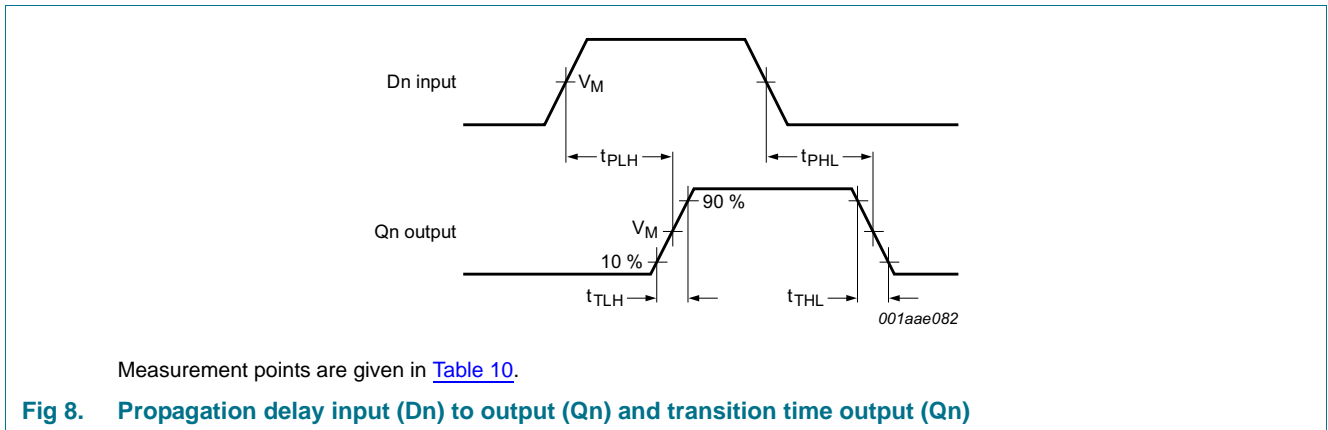 Dn input
VM
tPLH
tPHL
90 %
Qn output
VM
10 %
tTLH
tTHL
001aae082
Measurement points are given in Table 10.
Fig 8. Propagation delay input (Dn) to output (Qn) and transition time output (Qn)